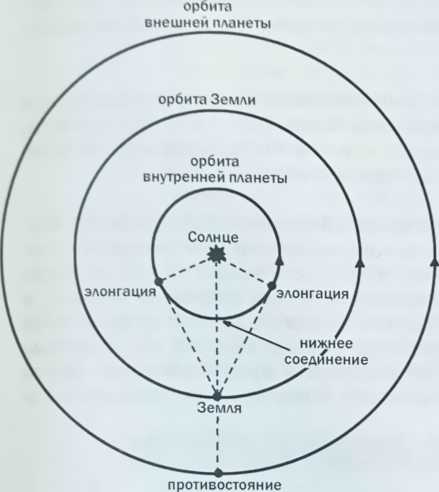 орбита
внешней планеты
орбита Земли
орбита
внутренней планеты
Солнце
элонгация
элонгация
нижнее
соединение
Земля
противостояние